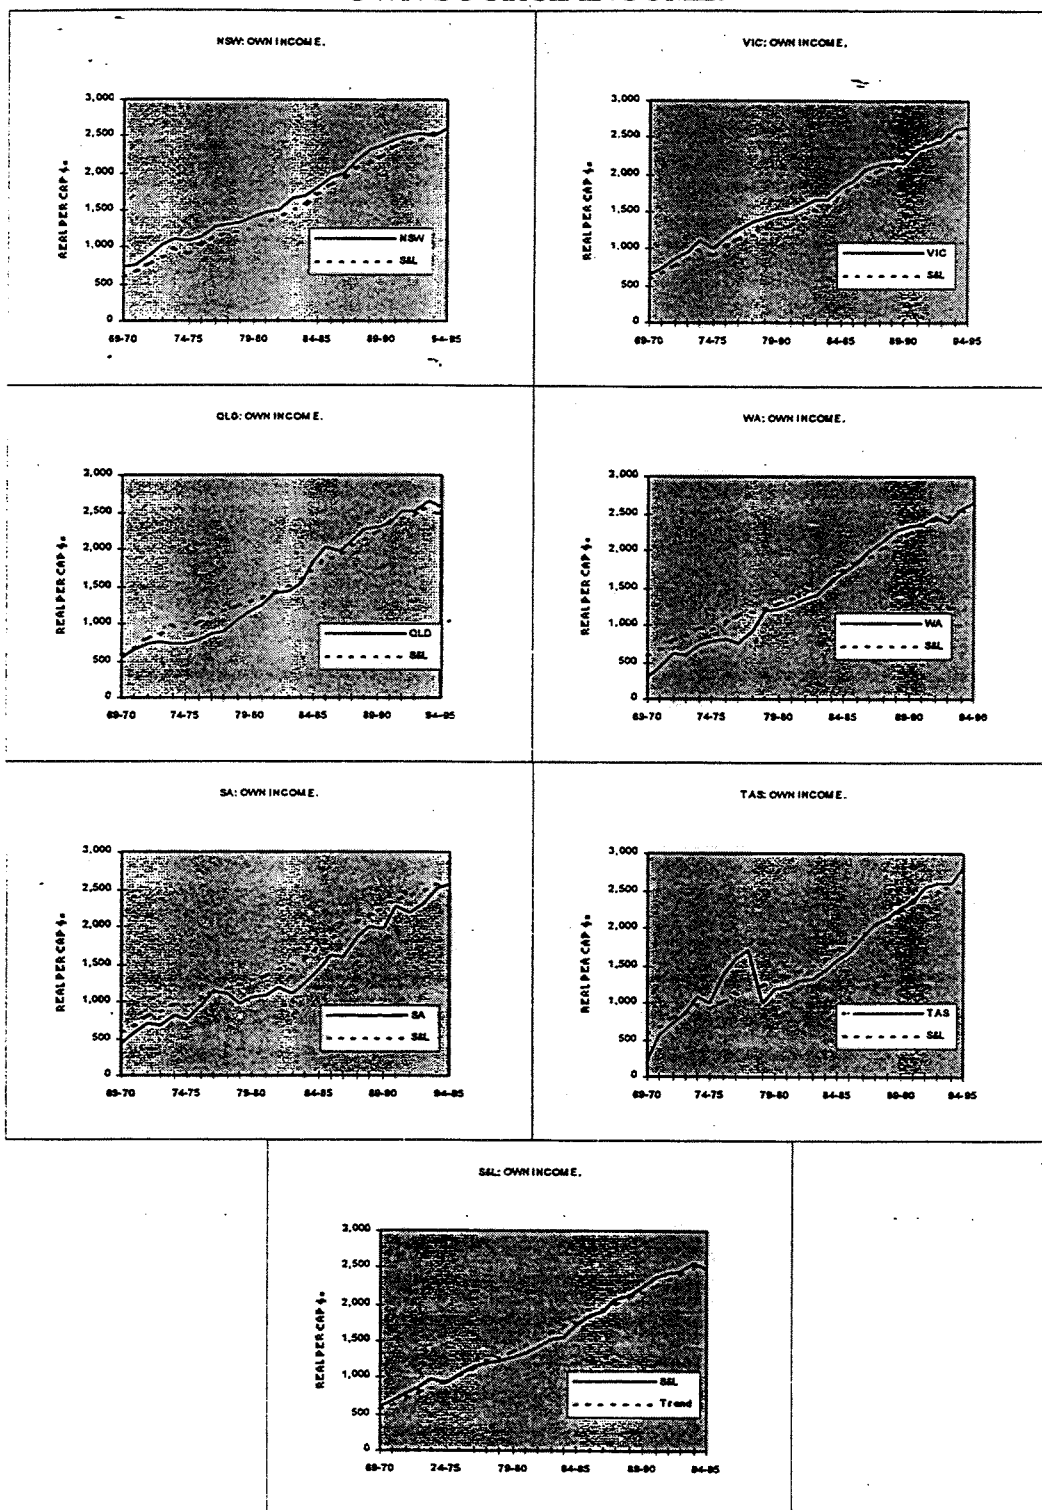 NSW: OWN INCOME.
3,000
2,500
2,000
1,500
1,000
500
0
REAL PER CAP $s
NSW
S&L
69-70 74-75 79-80 84-85 89-90 94-95
VIC: OWN INCOME.
3,000
2,500
2,000
1,500
1,000
500
0
REAL PER CAP $s
VIC
S&L
69-70 74-75 79-80 84-85 89-90 94-95
QLD: OWN INCOME.
3,000
2,500
2,000
1,500
1,000
500
0
REAL PER CAP $s
QLD
S&L
69-70 74-75 79-80 84-85 89-90 94-95
WA: OWN INCOME.
3,000
2,500
2,000
1,500
1,000
500
0
REAL PER CAP $s
WA
S&L
69-70 74-75 79-80 84-85 89-90 94-90
SA: OWN INCOME.
3,000
2,500
2,000
1,500
1,000
500
0
REAL PER CAP $s
SA
S&L
69-70 74-75 79-80 84-85 89-90 94-95
TAS: OWN INCOME.
3,000
2,500
2,000
1,500
1,000
500
0
REAL PER CAP $s
TAS
S&L
69-70 74-75 79-80 84-85 89-90 94-95
S&L: OWN INCOME.
3,000
2,500
2,000
1,500
1,000
500
0
REAL PER CAP $s
S&L
Trend
69-70 74-75 79-80 84-85 89-90 94-95